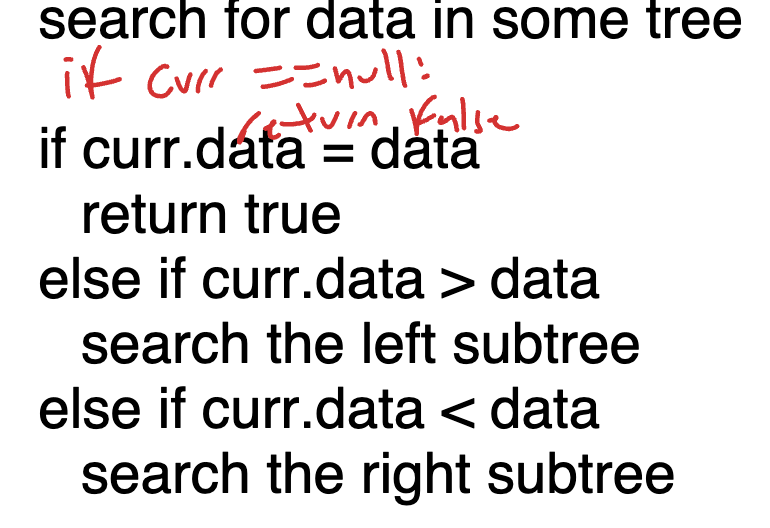 search for data in some tree
if curr ==null:
return false
if curr.data = data
return true
else if curr.data > data
search the left subtree
else if curr.data < data
search the right subtree